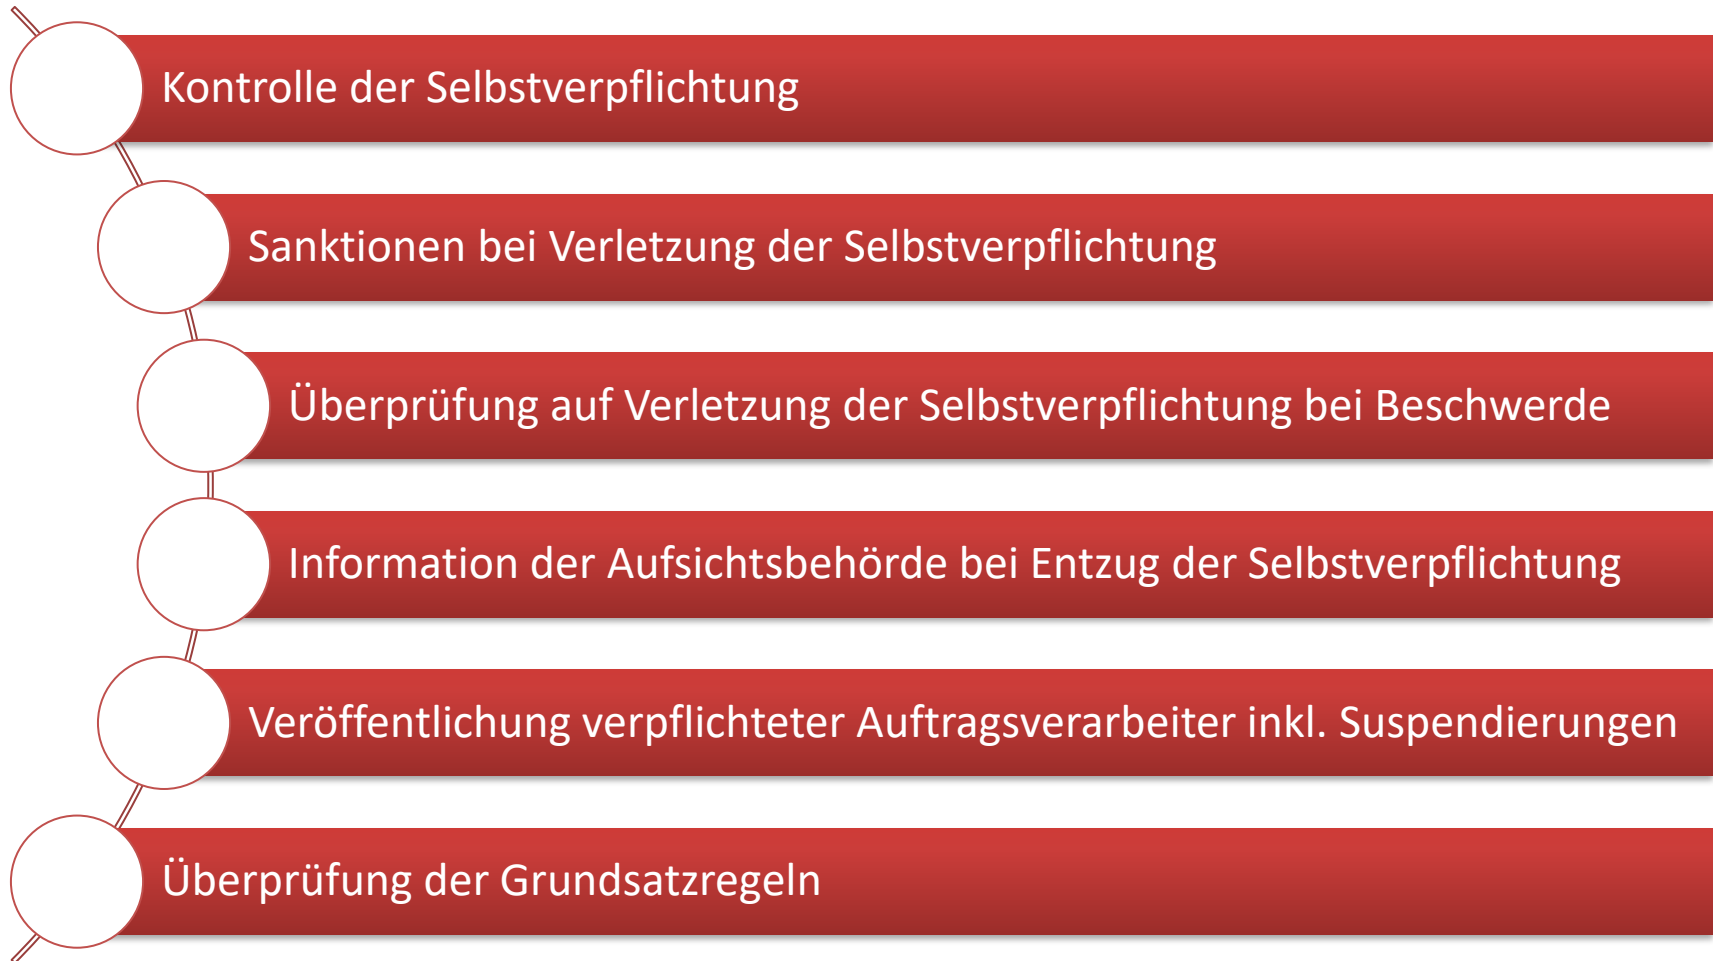 Kontrolle der Selbstverpflichtung
Sanktionen bei Verletzung der Selbstverpflichtung
Überprüfung auf Verletzung der Selbstverpflichtung bei Beschwerde
Information der Aufsichtsbehörde bei Entzug der Selbstverpflichtung
Veröffentlichung verpflichteter Auftragsverarbeiter inkl. Suspendierungen
Überprüfung der Grundsatzregeln